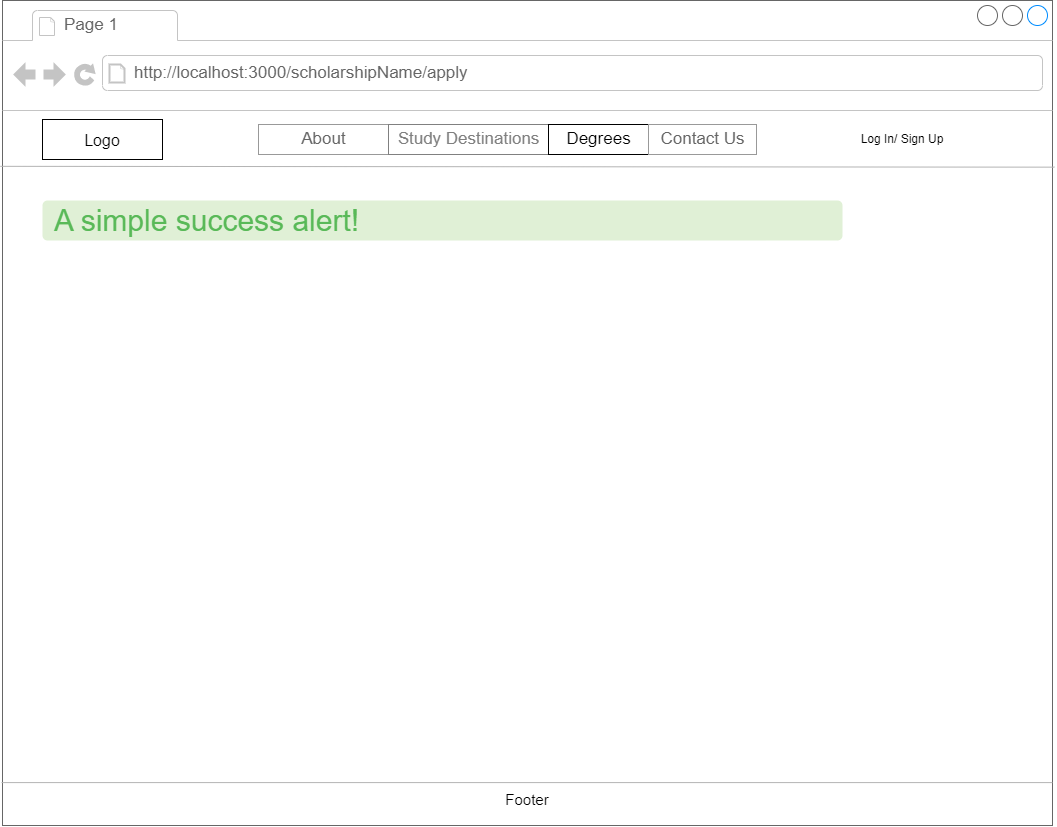 Page 1
http://localhost:3000/scholarshipName/apply
Logo
About
Study Destinations
Degrees
Contact Us
Log In/ Sign Up
A simple success alert!
Footer